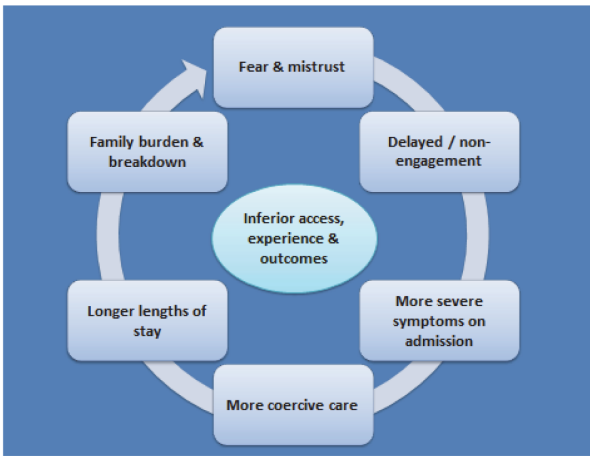 Fear & mistrust
Delayed / non-
engagement
More severe
symptoms on
admission
More coercive care
Longer lengths of
stay
Family burden &
breakdown
Inferior access,
experience &
outcomes